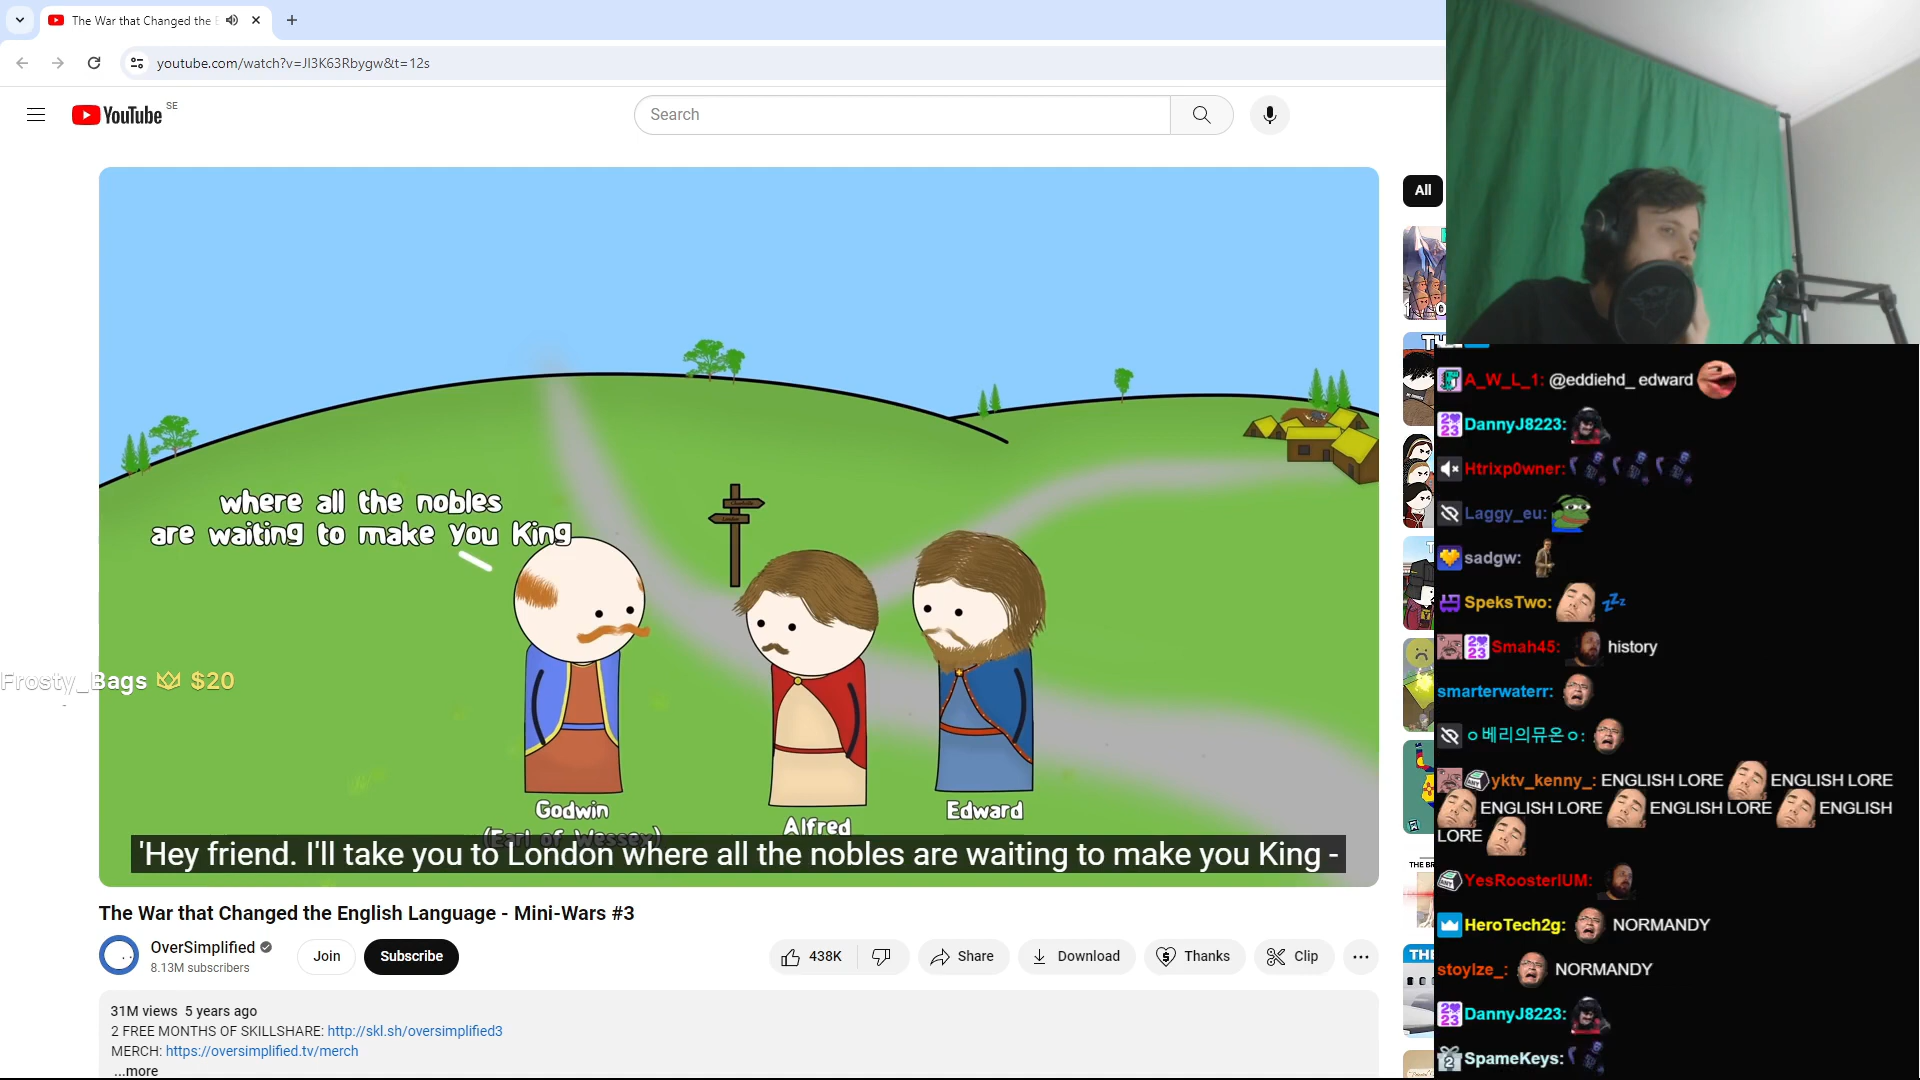 The War that Changed the E
youtube.com/watch?v=JI3K63Rbygw&t=12s
YouTube SE
Search
All
where all the nobles
are waiting to make you King
Frosty_Bags $20
Godwin
(Earl of Wessex)
Alfred
Edward
'Hey friend. I'll take you to London where all the nobles are waiting to make you King -
The War that Changed the English Language - Mini-Wars #3
OverSimplified
8.13M subscribers
Join
Subscribe
438K
Share
Download
Thanks
Clip
31M views 5 years ago
2 FREE MONTHS OF SKILLSHARE: http://skl.sh/oversimplified3
MERCH: https://oversimplified.tv/merch
...more
A_W_L_1: @eddiehd_ edward
DannyJ8223:
Htrixp0wner:
Laggy_eu:
sadgw:
SpeksTwo:
Smah45: history
smarterwaterr:
ㅇ베리의뮤온ㅇ:
yktv_kenny_: ENGLISH LORE ENGLISH LORE
ENGLISH LORE ENGLISH LORE ENGLISH
LORE
YesRoosterIUM:
HeroTech2g: NORMANDY
stoylze_: NORMANDY
DannyJ8223:
SpameKeys: